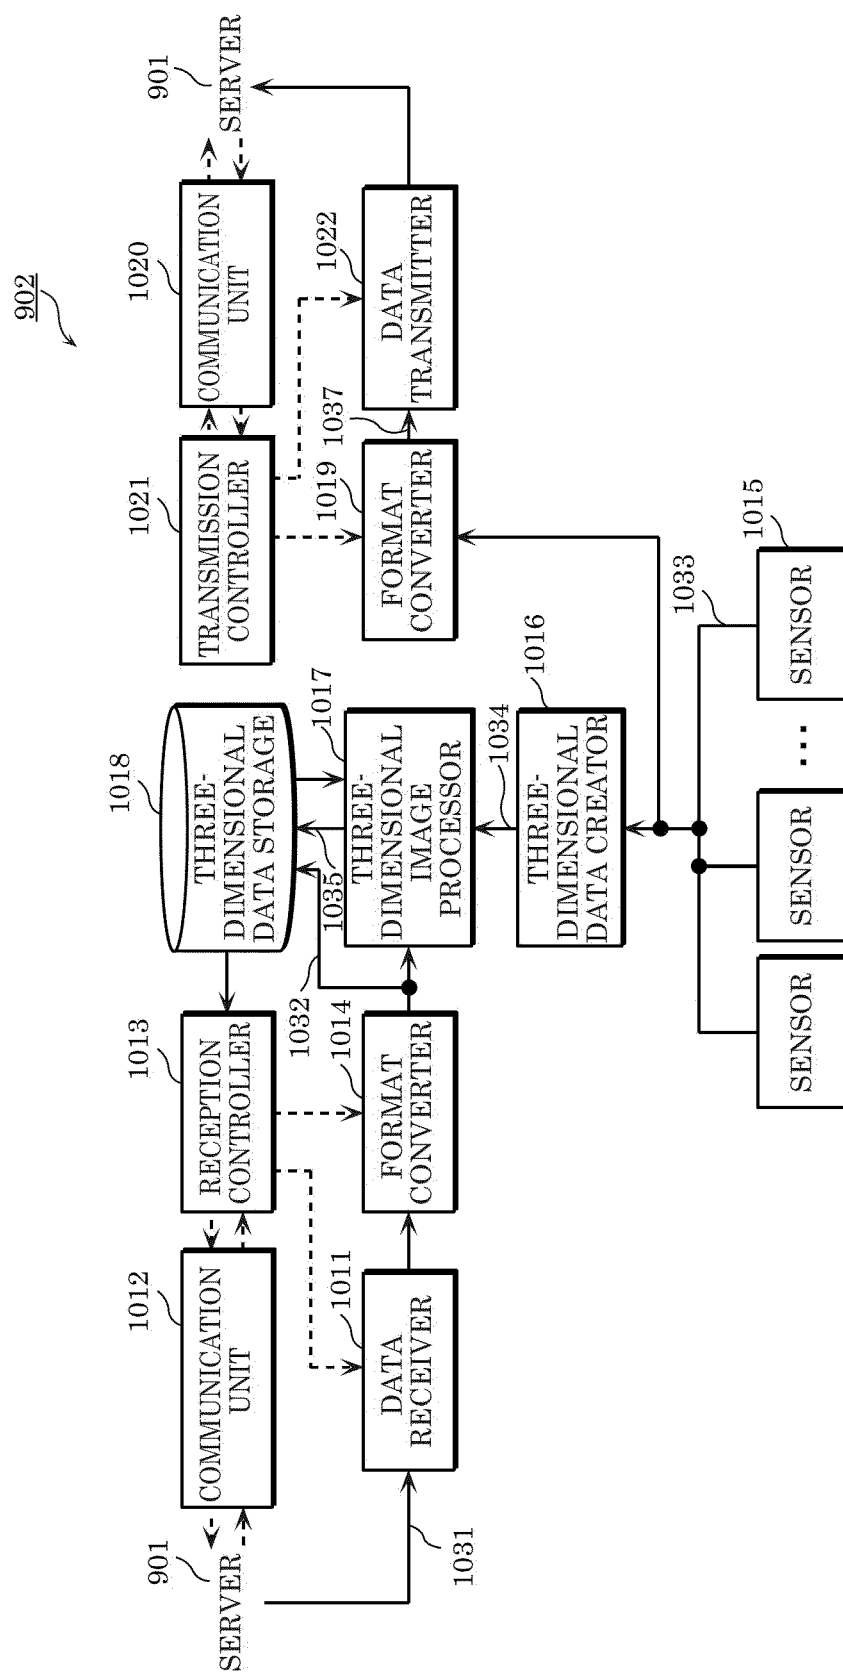 902
901
SERVER
1012
COMMUNICATION
UNIT
1013
RECEPTION
CONTROLLER
1018
THREE-
DIMENSIONAL
DATA STORAGE
1021
TRANSMISSION
CONTROLLER
1020
COMMUNICATION
UNIT
901
SERVER
1031
1011
DATA
RECEIVER
1014
FORMAT
CONVERTER
1032
1035
1017
THREE-
DIMENSIONAL
IMAGE
PROCESSOR
1019
FORMAT
CONVERTER
1037
1022
DATA
TRANSMITTER
1034
1016
THREE-
DIMENSIONAL
DATA CREATOR
1033
1015
SENSOR
SENSOR
...
SENSOR